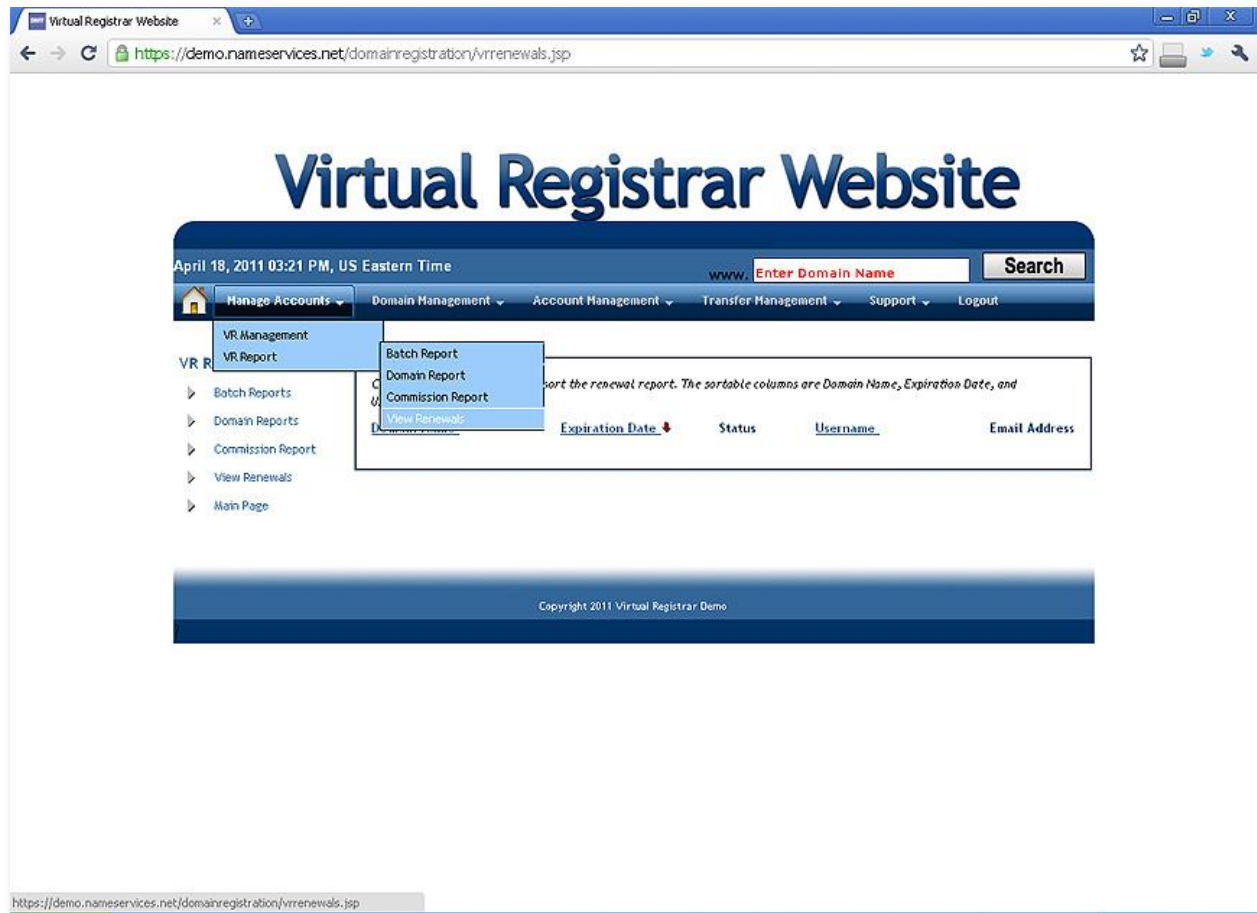 Virtual Registrar Website
https://demo.nameservices.net/domainregistration/vrrenewals.jsp
Virtual Registrar Website
April 18, 2011 03:21 PM, US Eastern Time
www. Enter Domain Name Search
Manage Accounts Domain Management Account Management Transfer Management Support Logout
VR Management
VR Report
Batch Report
Domain Report
Commission Report
View Renewals
VR R
Batch Reports
Domain Reports
Commission Report
View Renewals
Main Page
sort the renewal report. The sortable columns are Domain Name, Expiration Date, and
Expiration Date Status Username Email Address
Copyright 2011 Virtual Registrar Demo
https://demo.nameservices.net/domainregistration/vrrenewals.jsp